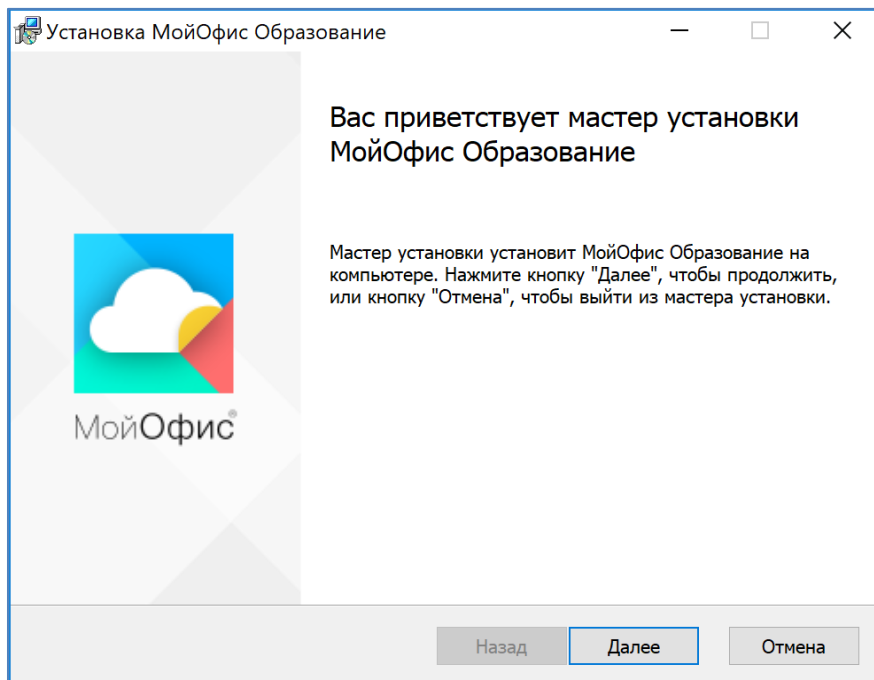 Установка МойОфис Образование
Вас приветствует мастер установки
МойОфис Образование
Мастер установки установит МойОфис Образование на
компьютере. Нажмите кнопку "Далее", чтобы продолжить,
или кнопку "Отмена", чтобы выйти из мастера установки.
МойОфис®
Назад
Далее
Отмена